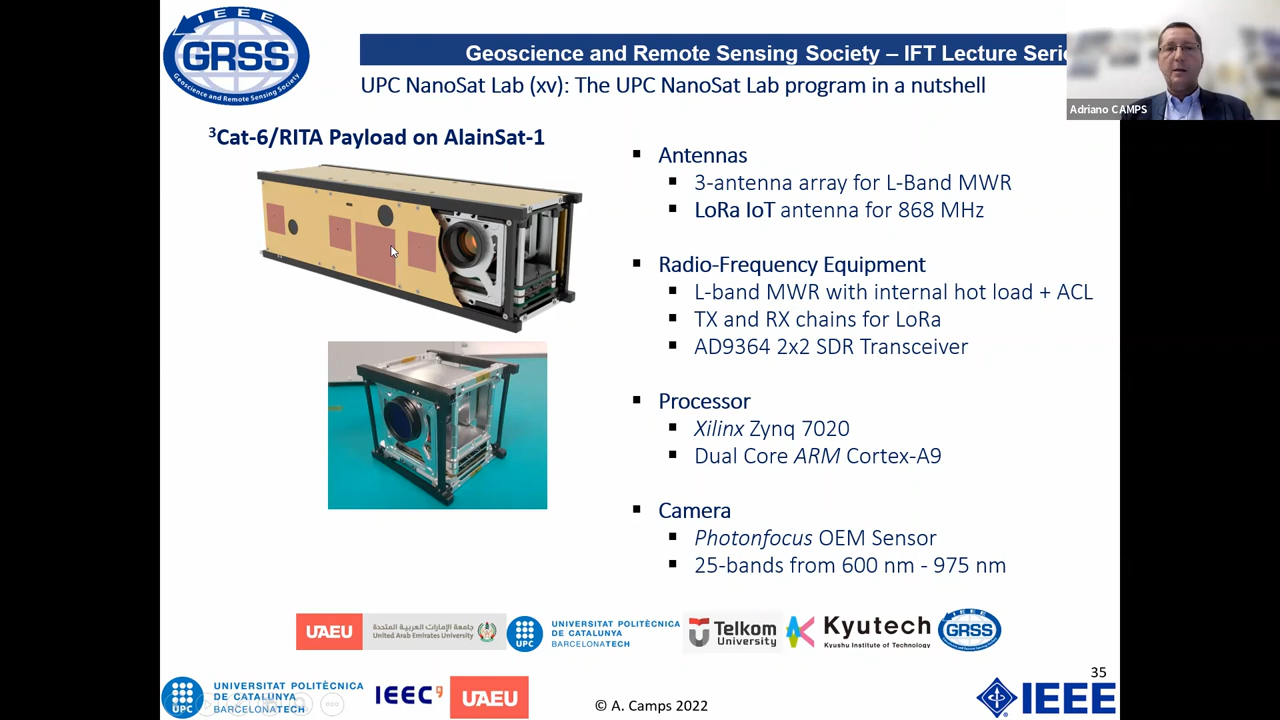 IEEE
GRSS
Geoscience and Remote Sensing Society
Geoscience and Remote Sensing Society – IFT Lecture Serie
UPC NanoSat Lab (xv): The UPC NanoSat Lab program in a nutshell
Adriano CAMPS
³Cat-6/RITA Payload on AlainSat-1
Antennas
3-antenna array for L-Band MWR
LoRa IoT antenna for 868 MHz
Radio-Frequency Equipment
L-band MWR with internal hot load + ACL
TX and RX chains for LoRa
AD9364 2x2 SDR Transceiver
Processor
Xilinx Zynq 7020
Dual Core ARM Cortex-A9
Camera
Photonfocus OEM Sensor
25-bands from 600 nm - 975 nm
UAEU
جامعة الإمارات العربية المتحدة
United Arab Emirates University
UPC
UNIVERSITAT POLITÈCNICA
DE CATALUNYA
BARCELONATECH
Telkom
University
Kyutech
Kyushu Institute of Technology
IEEE
GRSS
35
UPC
UNIVERSITAT POLITÈCNICA
DE CATALUNYA
BARCELONATECH
IEEC
UAEU
© A. Camps 2022
IEEE